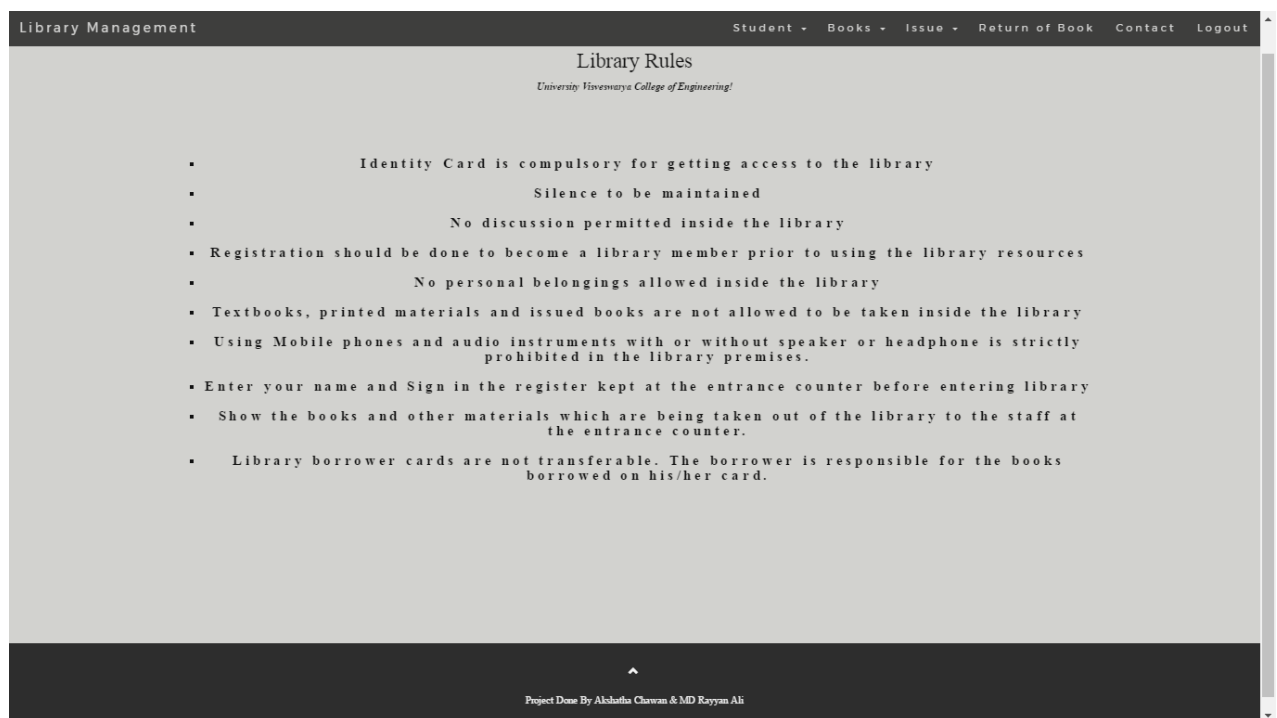 Library Management
Student Books Issue Return of Book Contact Logout
Library Rules
University Visveswarya College of Engineering!
▪ Identity Card is compulsory for getting access to the library
▪ Silence to be maintained
▪ No discussion permitted inside the library
▪ Registration should be done to become a library member prior to using the library resources
▪ No personal belongings allowed inside the library
▪ Textbooks, printed materials and issued books are not allowed to be taken inside the library
▪ Using Mobile phones and audio instruments with or without speaker or headphone is strictly
prohibited in the library premises.
▪ Enter your name and Sign in the register kept at the entrance counter before entering library
▪ Show the books and other materials which are being taken out of the library to the staff at
the entrance counter.
▪ Library borrower cards are not transferable. The borrower is responsible for the books
borrowed on his/her card.
Project Done By Akshatha Chawan & MD Rayyan Ali